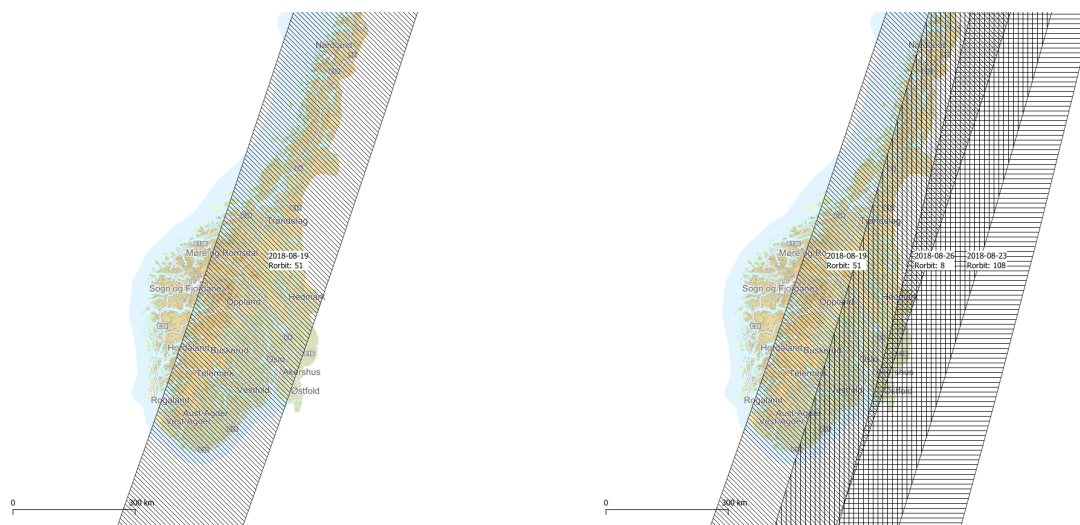 Nordland
Trøndelag
Møre og Romsdal
2018-08-19
Rorbit: 51
Sogn og Fjordane
Oppland
Hedmark
Hordaland
Buskerud
Oslo
Telemark
Akershus
Vestfold
Østfold
Rogaland
Aust-Agder
Vest-Agder
0
300 km
Trøndelag
Møre og Ro
2018-08-19
Rorbit: 51
2018-08-26
Rorbit: 8
2018-08-23
Rorbit: 108
Sogn og Fjordane
Oppland
Hedmark
Hordaland
Buskerud
Oslo
Telemark
Vestfold
Østfold
Rogaland
Aust-Agder
Vest-Agder
0
300 km